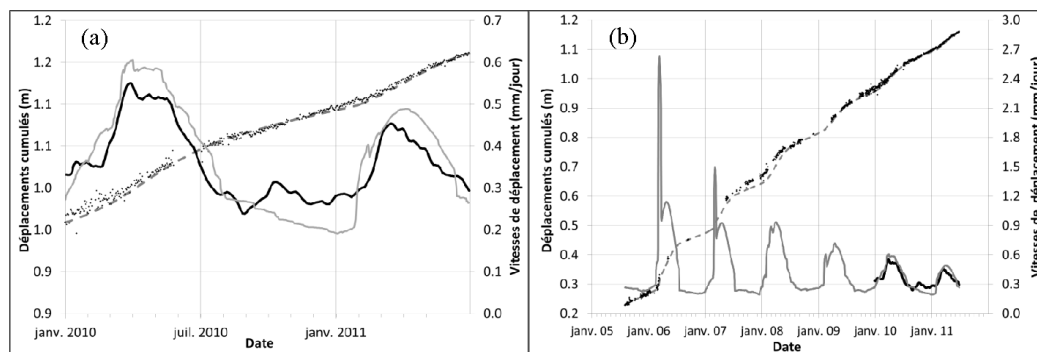 (a)
Déplacements cumulés (m)
1.2
1.2
1.1
1.1
1.0
1.0
0.9
0.9
0.7
0.6
0.5
0.4
0.3
0.2
0.1
0.0
Vitesses de déplacement (mm/jour)
janv. 2010
juil. 2010
janv. 2011
Date
(b)
Déplacements cumulés (m)
1.2
1.1
1.0
0.9
0.8
0.7
0.6
0.5
0.4
0.3
0.2
3.0
2.7
2.4
2.1
1.8
1.5
1.2
0.9
0.6
0.3
0.0
Vitesses de déplacement (mm/jour)
janv. 05
janv. 06
janv. 07
janv. 08
janv. 09
janv. 10
janv. 11
Date